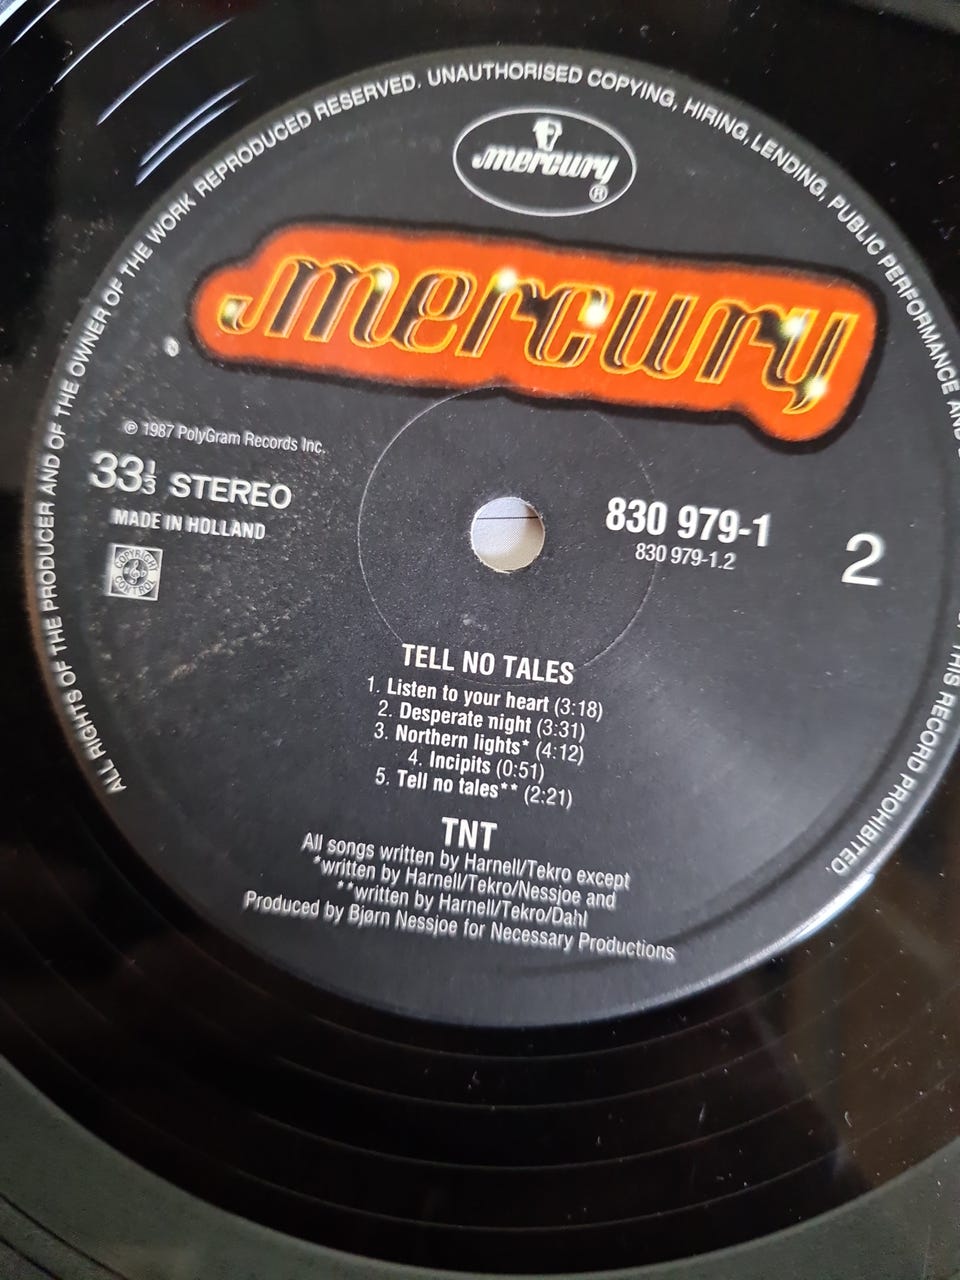 ALL RIGHTS OF THE PRODUCER AND OF THE OWNER OF THE WORK REPRODUCED RESERVED. UNAUTHORISED COPYING, HIRING, LENDING, PUBLIC PERFORMANCE AND
OF THIS RECORD PROHIBITED.
mercury
®
mercury
℗ 1987 PolyGram Records Inc.
33⅓ STEREO
MADE IN HOLLAND
COPYRIGHT
CONTROL
830 979-1
830 979-1.2
2
TELL NO TALES
1. Listen to your heart (3:18)
2. Desperate night (3:31)
3. Northern lights* (4:12)
4. Incipits (0:51)
5. Tell no tales** (2:21)
TNT
All songs written by Harnell/Tekro except
*written by Harnell/Tekro/Nessjoe and
**written by Harnell/Tekro/Dahl
Produced by Bjørn Nessjoe for Necessary Productions